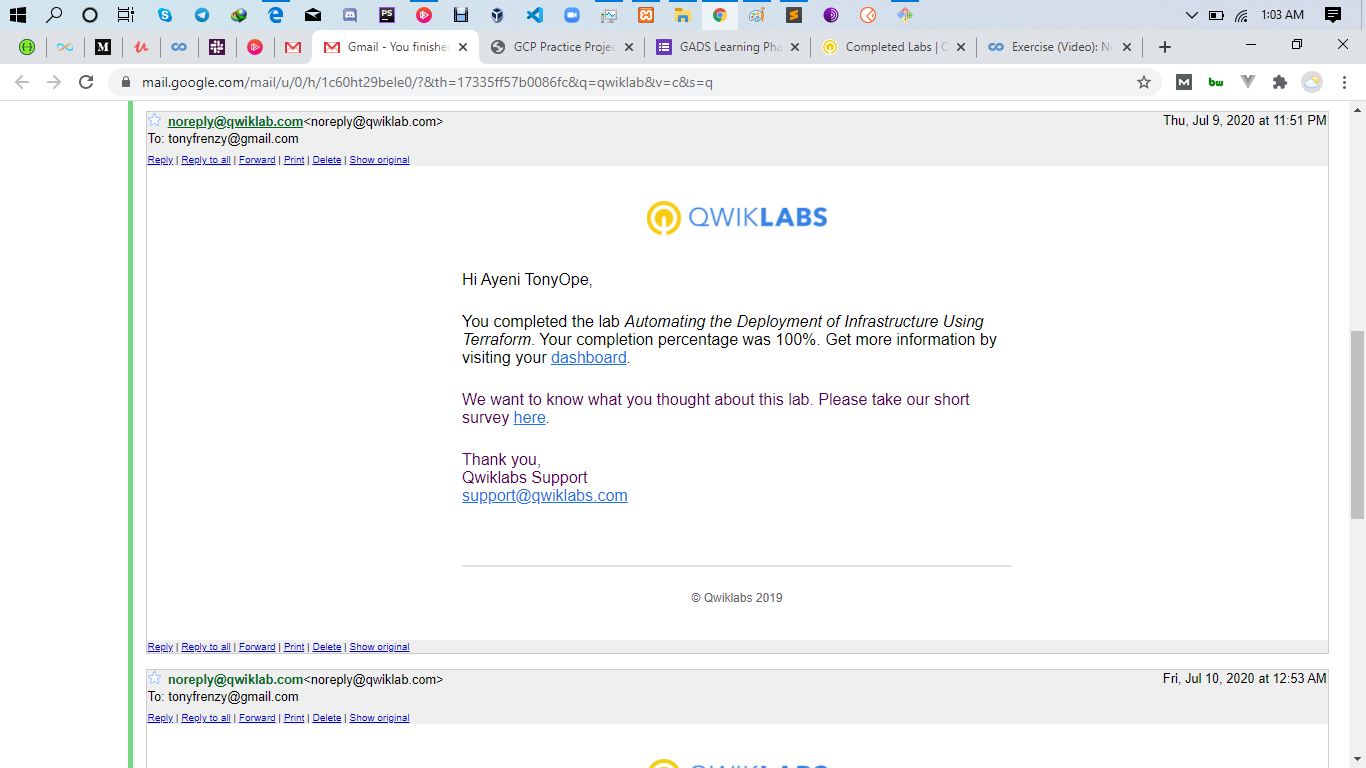 1:03 AM
Gmail - You finishe
GCP Practice Projec
GADS Learning Pha
Completed Labs | C
Exercise (Video): No
mail.google.com/mail/u/0/h/1c60ht29bele0/?&th=17335ff57b0086fc&q=qwiklab&v=c&s=q
noreply@qwiklab.com<noreply@qwiklab.com> Thu, Jul 9, 2020 at 11:51 PM
To: tonyfrenzy@gmail.com
Reply | Reply to all | Forward | Print | Delete | Show original
QWIKLABS
Hi Ayeni TonyOpe,
You completed the lab Automating the Deployment of Infrastructure Using
Terraform. Your completion percentage was 100%. Get more information by
visiting your dashboard.
We want to know what you thought about this lab. Please take our short
survey here.
Thank you,
Qwiklabs Support
support@qwiklabs.com
© Qwiklabs 2019
Reply | Reply to all | Forward | Print | Delete | Show original
noreply@qwiklab.com<noreply@qwiklab.com> Fri, Jul 10, 2020 at 12:53 AM
To: tonyfrenzy@gmail.com
Reply | Reply to all | Forward | Print | Delete | Show original